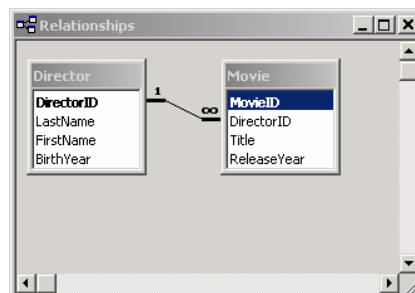 Relationships
Director
DirectorID
LastName
FirstName
BirthYear
1
∞
Movie
MovieID
DirectorID
Title
ReleaseYear